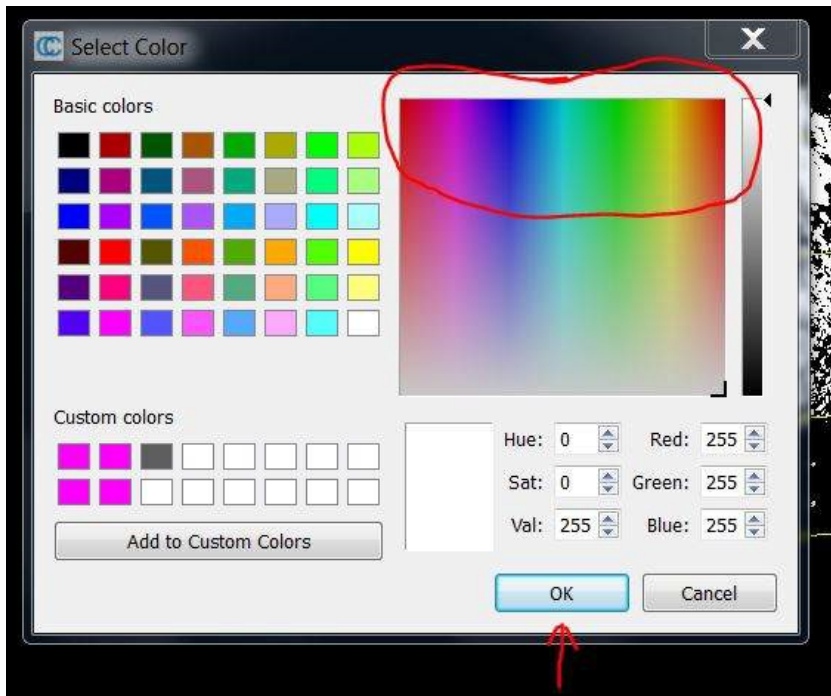 CC Select Color
X
Basic colors
Custom colors
Add to Custom Colors
Hue: 0 Red: 255
Sat: 0 Green: 255
Val: 255 Blue: 255
OK Cancel